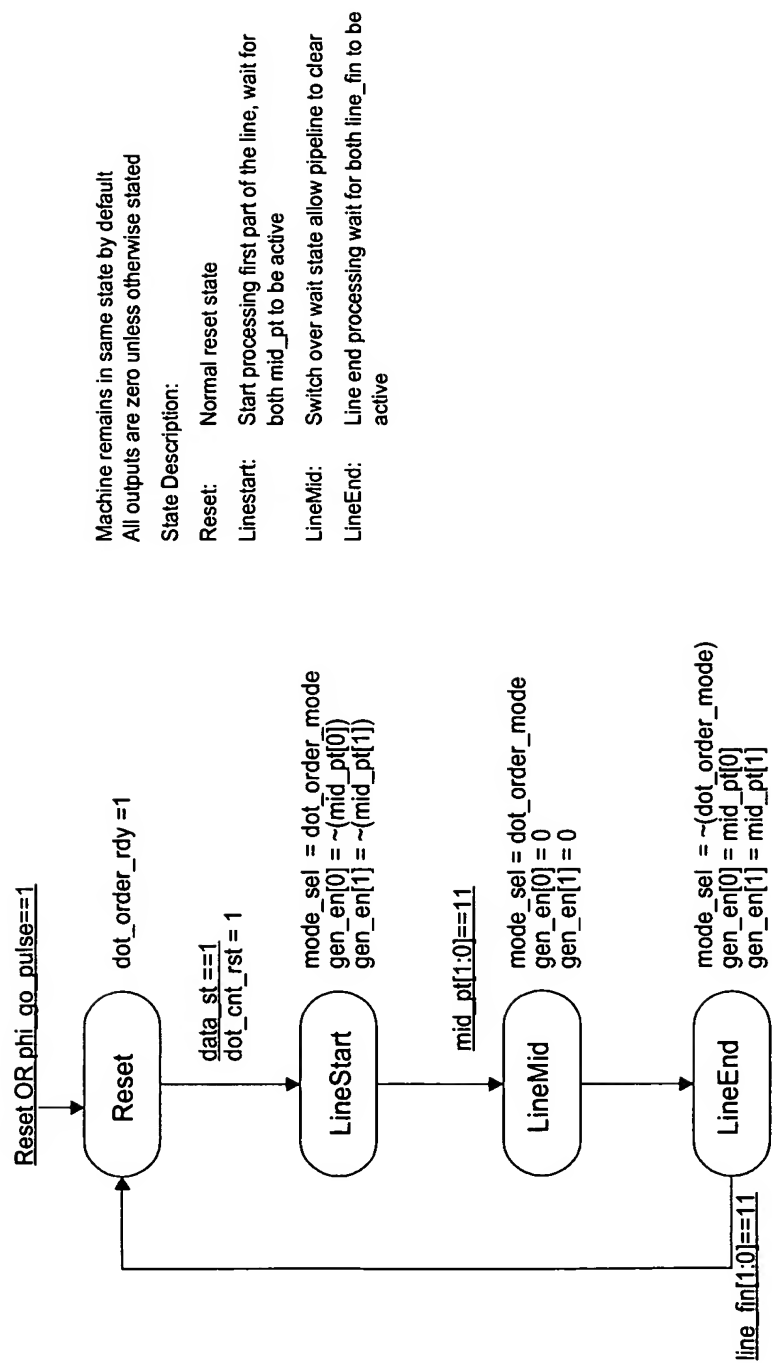 Reset OR phi_go_pulse==1
Reset
dot_order_rdy =1
data_st ==1
dot_cnt_rst = 1
LineStart
mode_sel = dot_order_mode
gen_en[0] = ~(mid_pt[0])
gen_en[1] = ~(mid_pt[1])
mid_pt[1:0]==11
LineMid
mode_sel = dot_order_mode
gen_en[0] = 0
gen_en[1] = 0
LineEnd
mode_sel = ~(dot_order_mode)
gen_en[0] = mid_pt[0]
gen_en[1] = mid_pt[1]
line_fin[1:0]==11
Machine remains in same state by default
All outputs are zero unless otherwise stated
State Description:
Reset: Normal reset state
Linestart: Start processing first part of the line, wait for
both mid_pt to be active
LineMid: Switch over wait state allow pipeline to clear
LineEnd: Line end processing wait for both line_fin to be
active